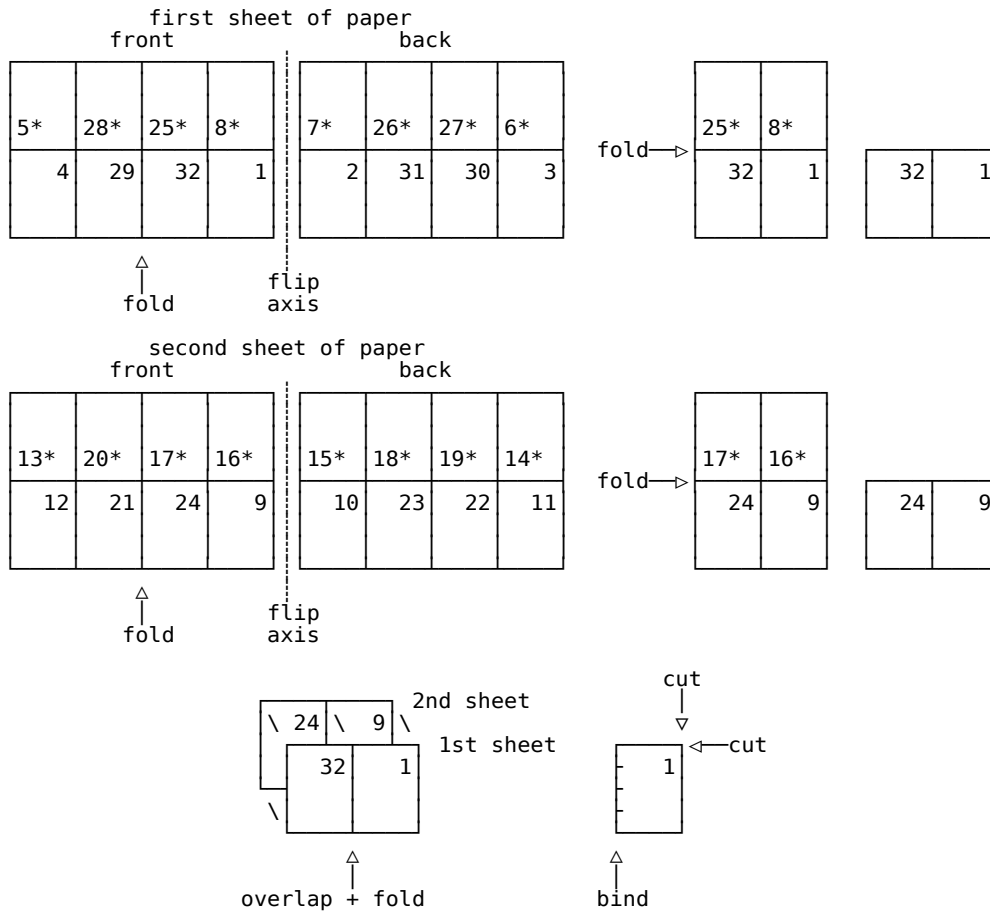 first sheet of paper
front back
5* 28* 25* 8* 7* 26* 27* 6* 25* 8*
fold
4 29 32 1 2 31 30 3 32 1 32 1
flip
fold axis
second sheet of paper
front back
13* 20* 17* 16* 15* 18* 19* 14* 17* 16*
fold
12 21 24 9 10 23 22 11 24 9 24 9
flip
fold axis
cut
2nd sheet
\ 24 \ 9 \
1st sheet cut
32 1 1
\
overlap + fold bind